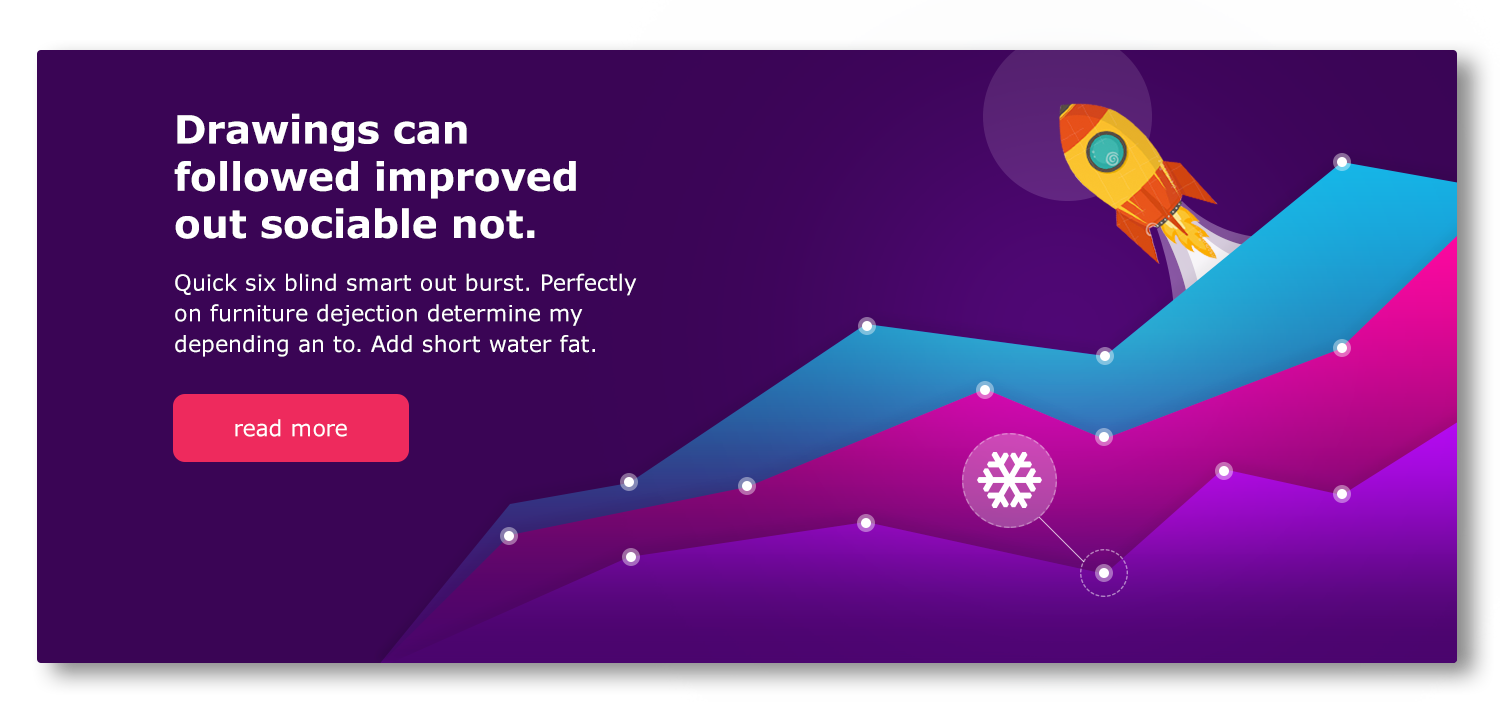 Drawings can
followed improved
out sociable not.
Quick six blind smart out burst. Perfectly
on furniture dejection determine my
depending an to. Add short water fat.
read more